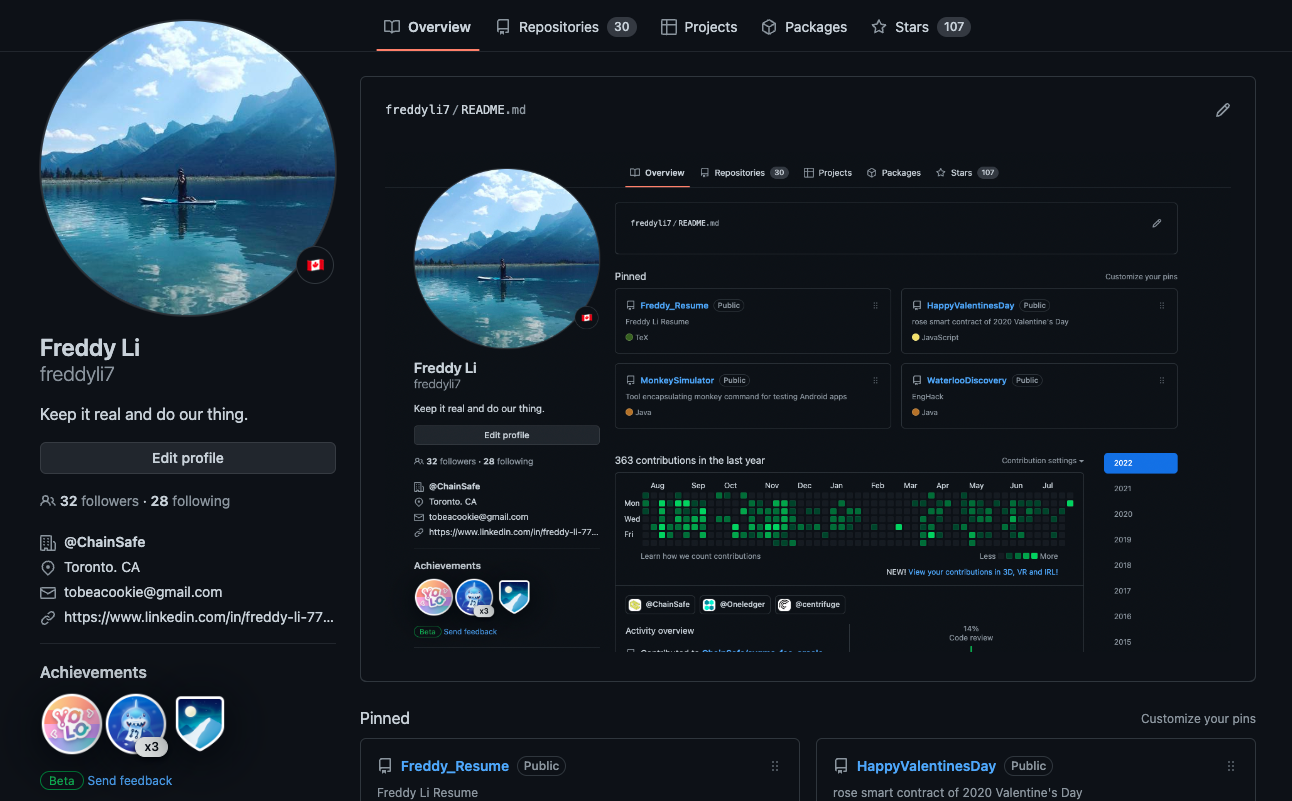 Overview Repositories 30 Projects Packages Stars 107
Freddy Li
freddyli7
Keep it real and do our thing.
Edit profile
32 followers · 28 following
@ChainSafe
Toronto. CA
tobeacookie@gmail.com
https://www.linkedin.com/in/freddy-li-77...
Achievements
YOLO
x3
Beta Send feedback
freddyli7/README.md
Overview Repositories 30 Projects Packages Stars 107
Freddy Li
freddyli7
Keep it real and do our thing.
Edit profile
32 followers · 28 following
@ChainSafe
Toronto. CA
tobeacookie@gmail.com
https://www.linkedin.com/in/freddy-li-77...
Achievements
YOLO
x3
Beta Send feedback
freddyli7/README.md
Pinned Customize your pins
Freddy_Resume Public
Freddy Li Resume
TeX
HappyValentinesDay Public
rose smart contract of 2020 Valentine's Day
JavaScript
MonkeySimulator Public
Tool encapsulating monkey command for testing Android apps
Java
WaterlooDiscovery Public
EngHack
Java
363 contributions in the last year Contribution settings
Aug Sep Oct Nov Dec Jan Feb Mar Apr May Jun Jul
Mon
Wed
Fri
Learn how we count contributions Less More
NEW! View your contributions in 3D, VR and IRL!
@ChainSafe @Oneledger @centrifuge
Activity overview
14%
Code review
2022
2021
2020
2019
2018
2017
2016
2015
Pinned Customize your pins
Freddy_Resume Public
Freddy Li Resume
HappyValentinesDay Public
rose smart contract of 2020 Valentine's Day